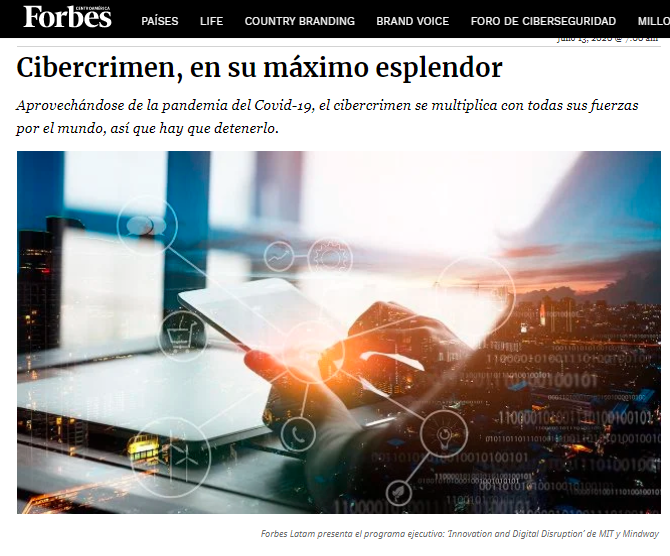 Forbes
CENTROAMÉRICA
PAÍSES LIFE COUNTRY BRANDING BRAND VOICE FORO DE CIBERSEGURIDAD MILLO
julio 13, 2020 @ 7:00 am
Cibercrimen, en su máximo esplendor
Aprovechándose de la pandemia del Covid-19, el cibercrimen se multiplica con todas sus fuerzas
por el mundo, así que hay que detenerlo.
Forbes Latam presenta el programa ejecutivo: ‘Innovation and Digital Disruption’ de MIT y Mindway